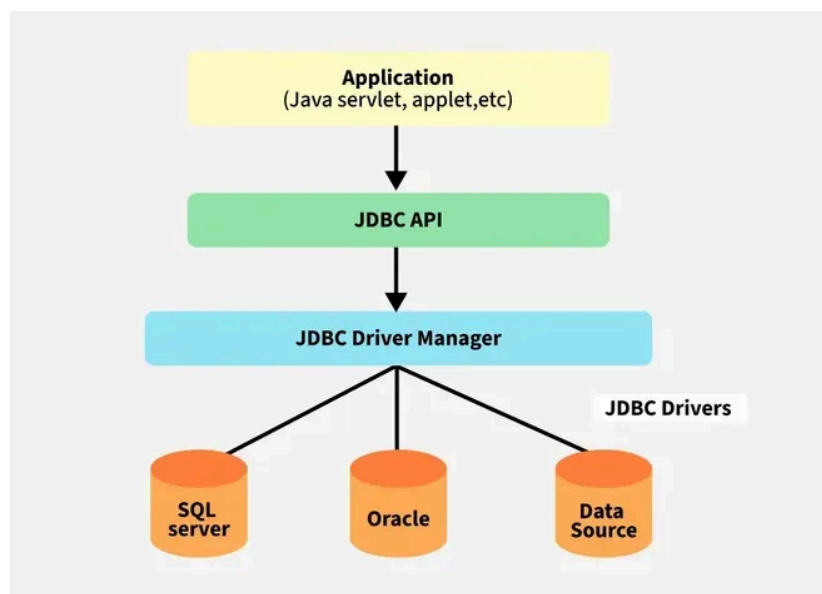 Application
(Java servlet, applet,etc)
JDBC API
JDBC Driver Manager
JDBC Drivers
SQL
server
Oracle
Data
Source